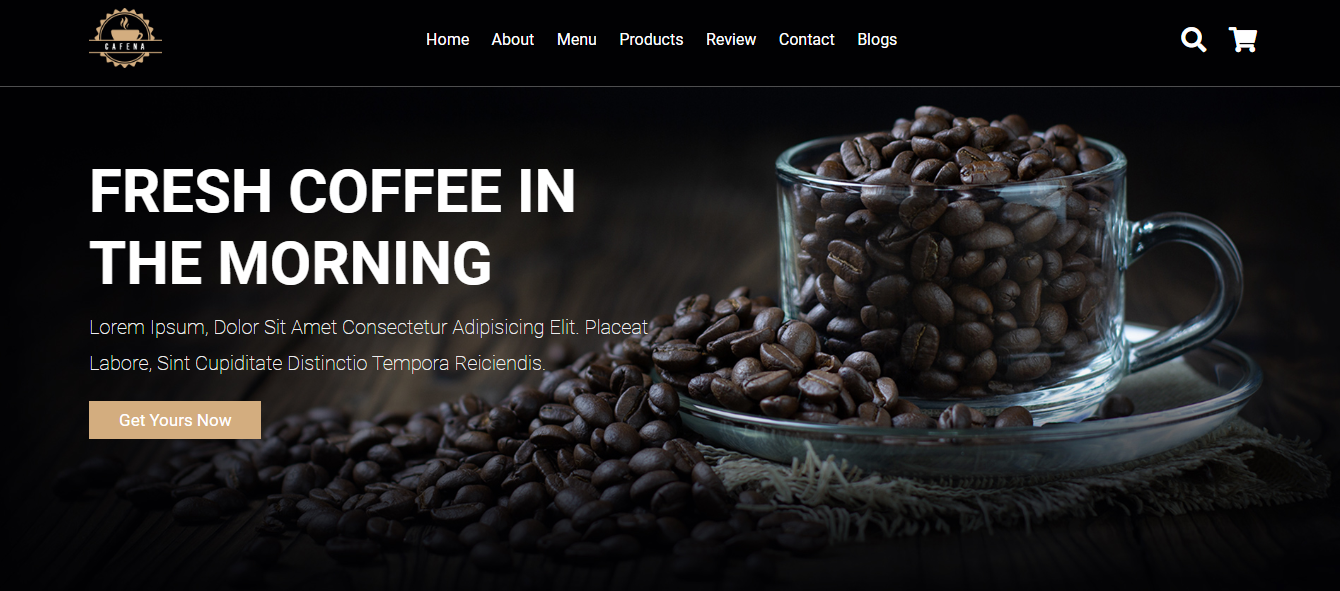 CAFENA
Home About Menu Products Review Contact Blogs
FRESH COFFEE IN
THE MORNING
Lorem Ipsum, Dolor Sit Amet Consectetur Adipisicing Elit. Placeat
Labore, Sint Cupiditate Distinctio Tempora Reiciendis.
Get Yours Now